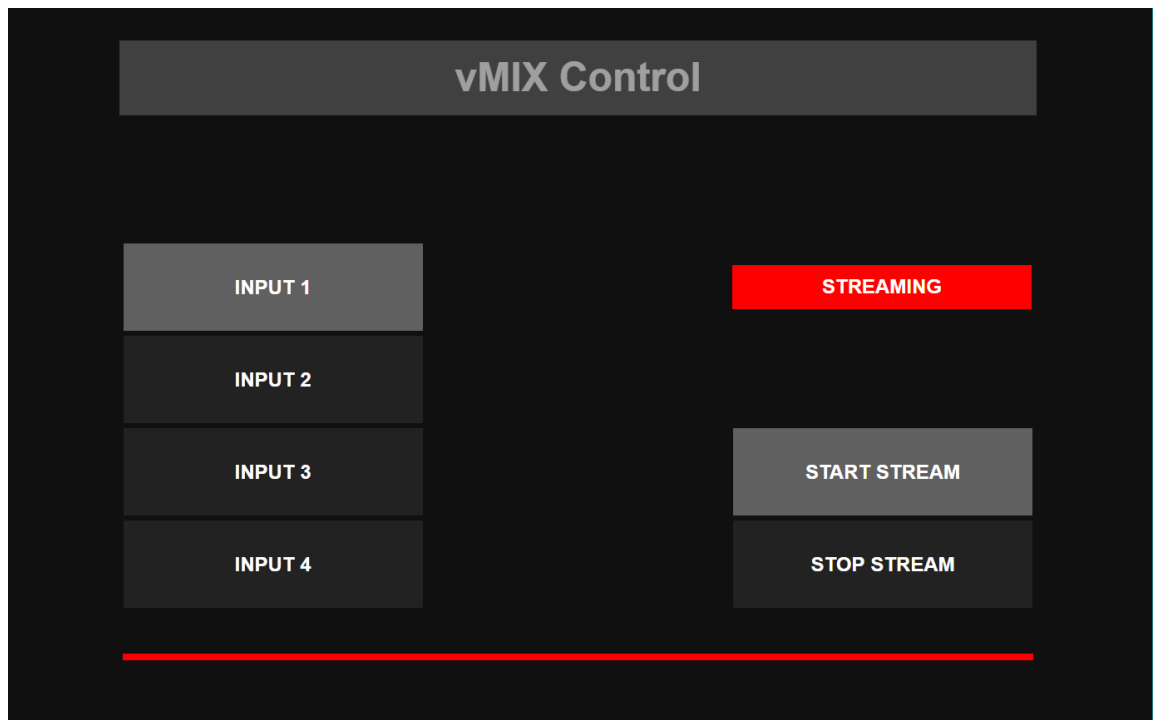 vMIX Control
INPUT 1
INPUT 2
INPUT 3
INPUT 4
STREAMING
START STREAM
STOP STREAM